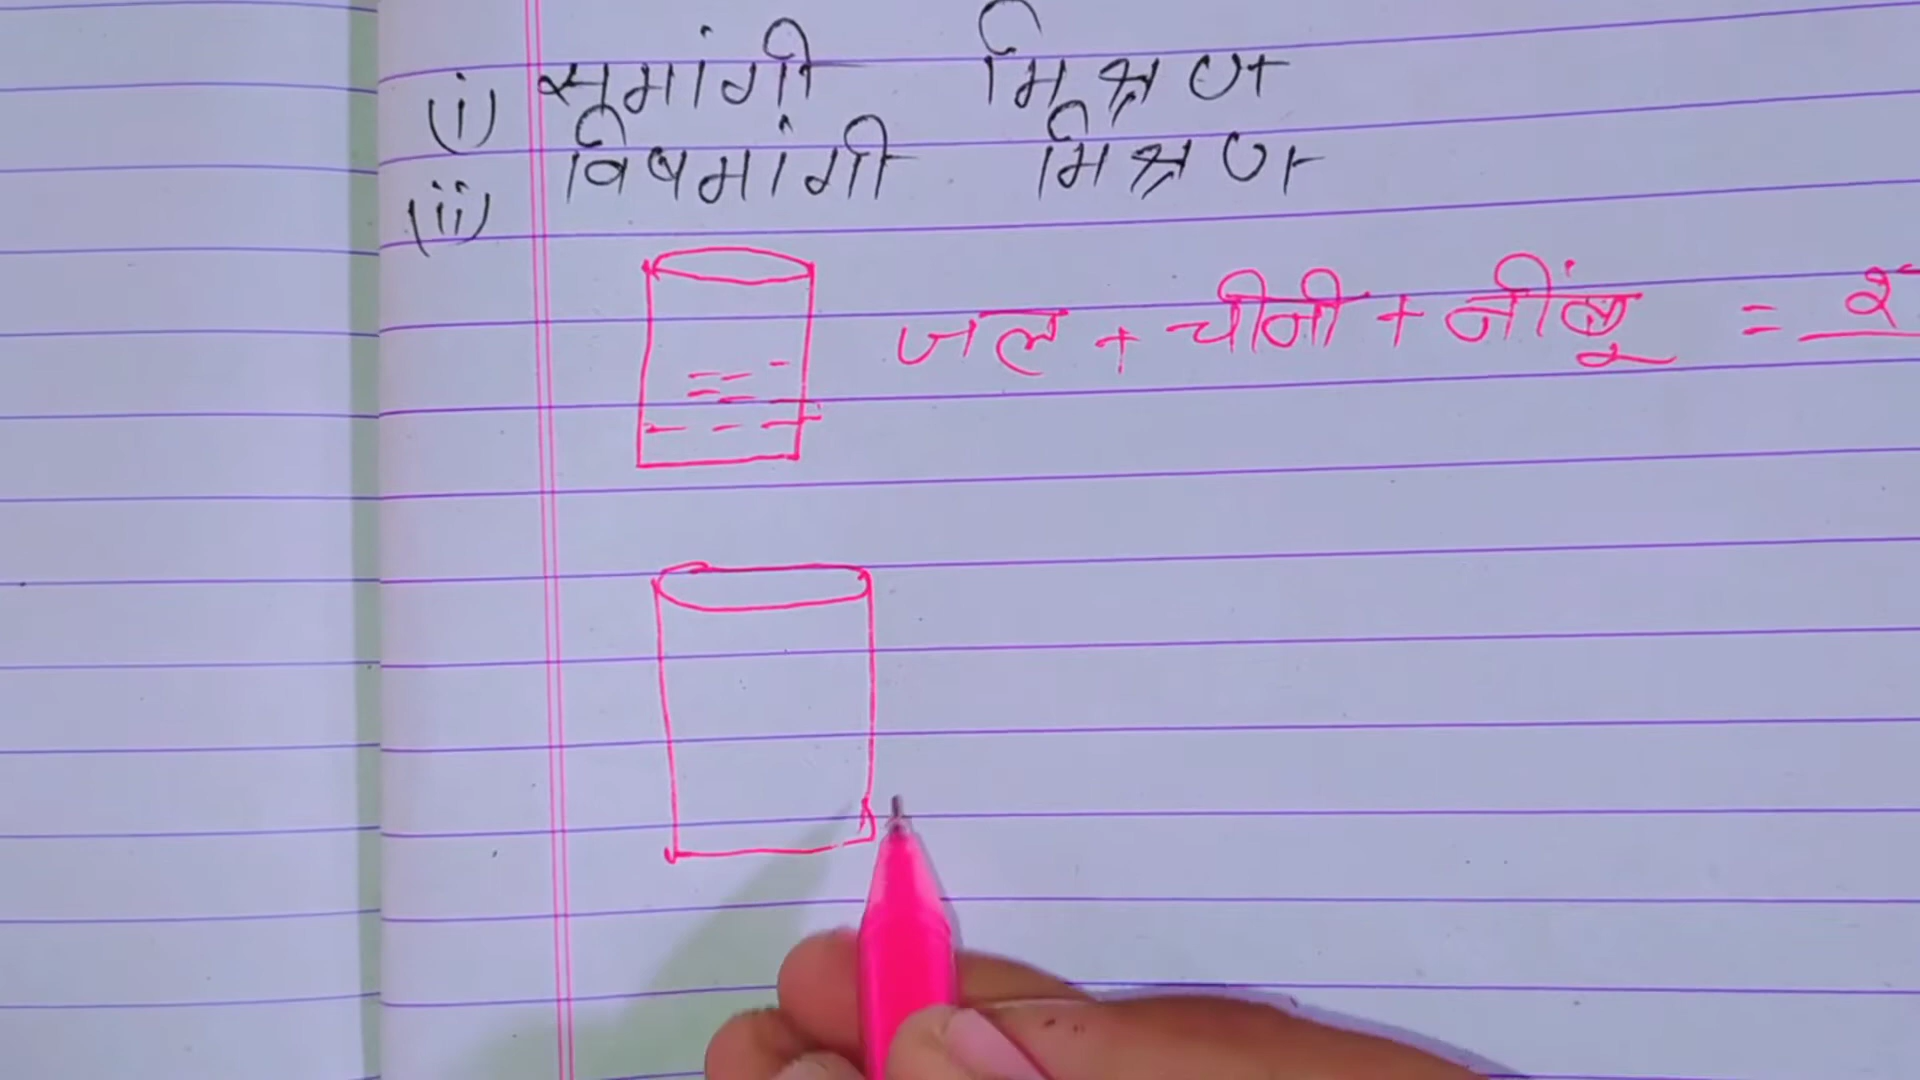 (i) समांगी मिश्रण
(ii) विषमांगी मिश्रण
जल + चीनी + नींबू =